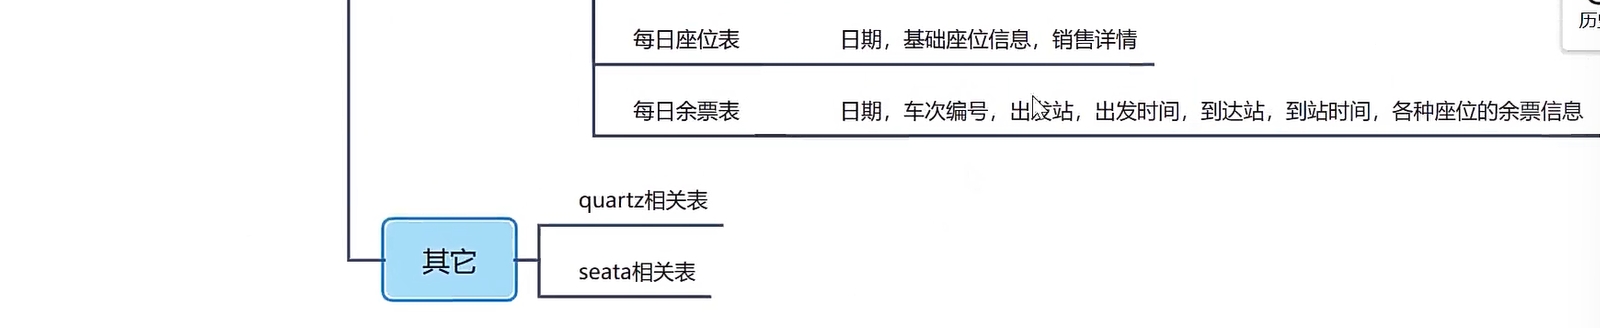 每日座位表 日期，基础座位信息，销售详情
每日余票表 日期，车次编号，出发站，出发时间，到达站，到站时间，各种座位的余票信息
quartz相关表
其它
seata相关表